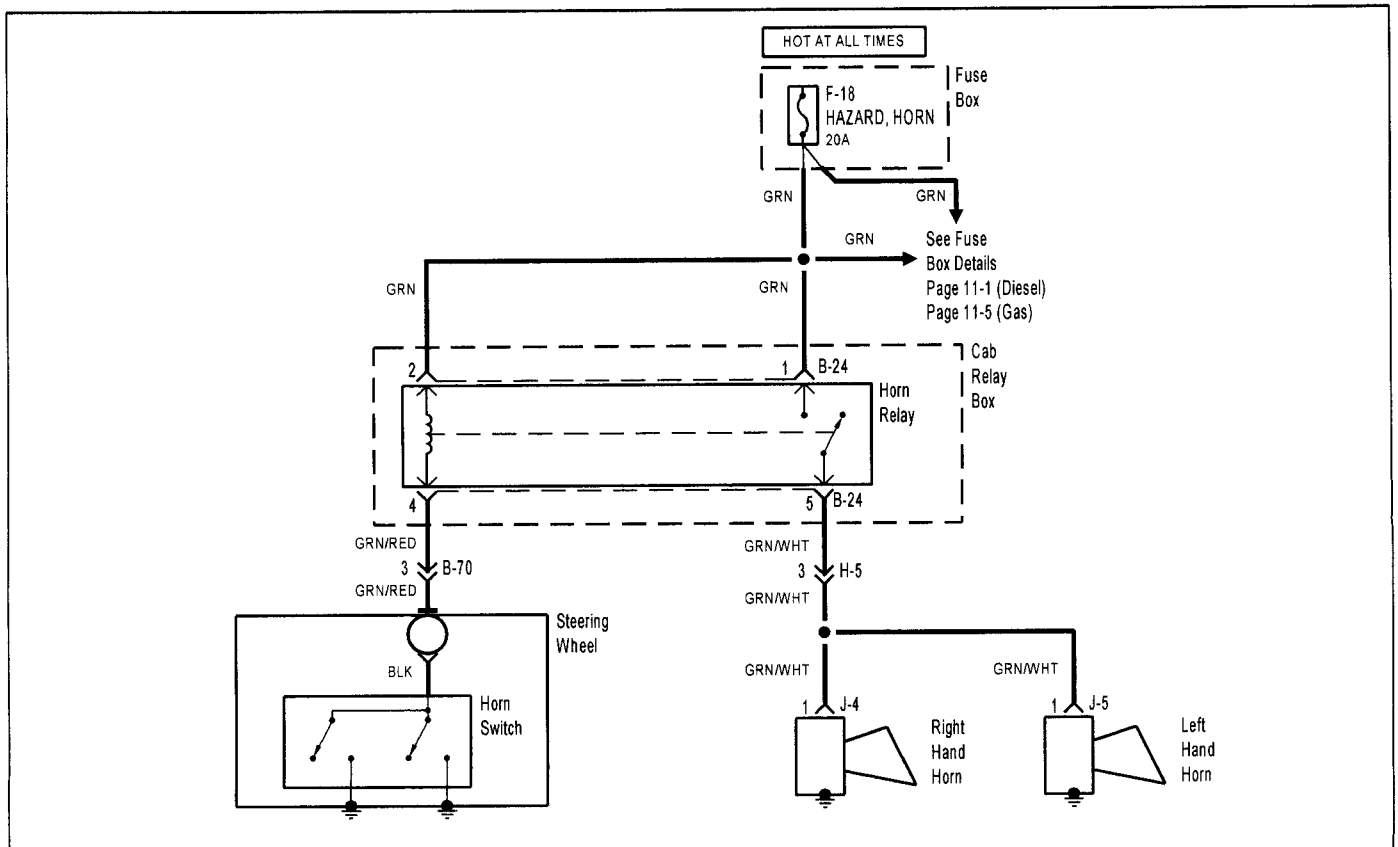 HOT AT ALL TIMES
Fuse
Box
F-18
HAZARD, HORN
20A
GRN
GRN
GRN
See Fuse
Box Details
Page 11-1 (Diesel)
Page 11-5 (Gas)
GRN
GRN
Cab
Relay
Box
2
1
B-24
Horn
Relay
4
5
B-24
GRN/RED
GRN/WHT
3
B-70
3
H-5
GRN/RED
GRN/WHT
Steering
Wheel
BLK
GRN/WHT
GRN/WHT
Horn
Switch
1
J-4
1
J-5
Right
Hand
Horn
Left
Hand
Horn